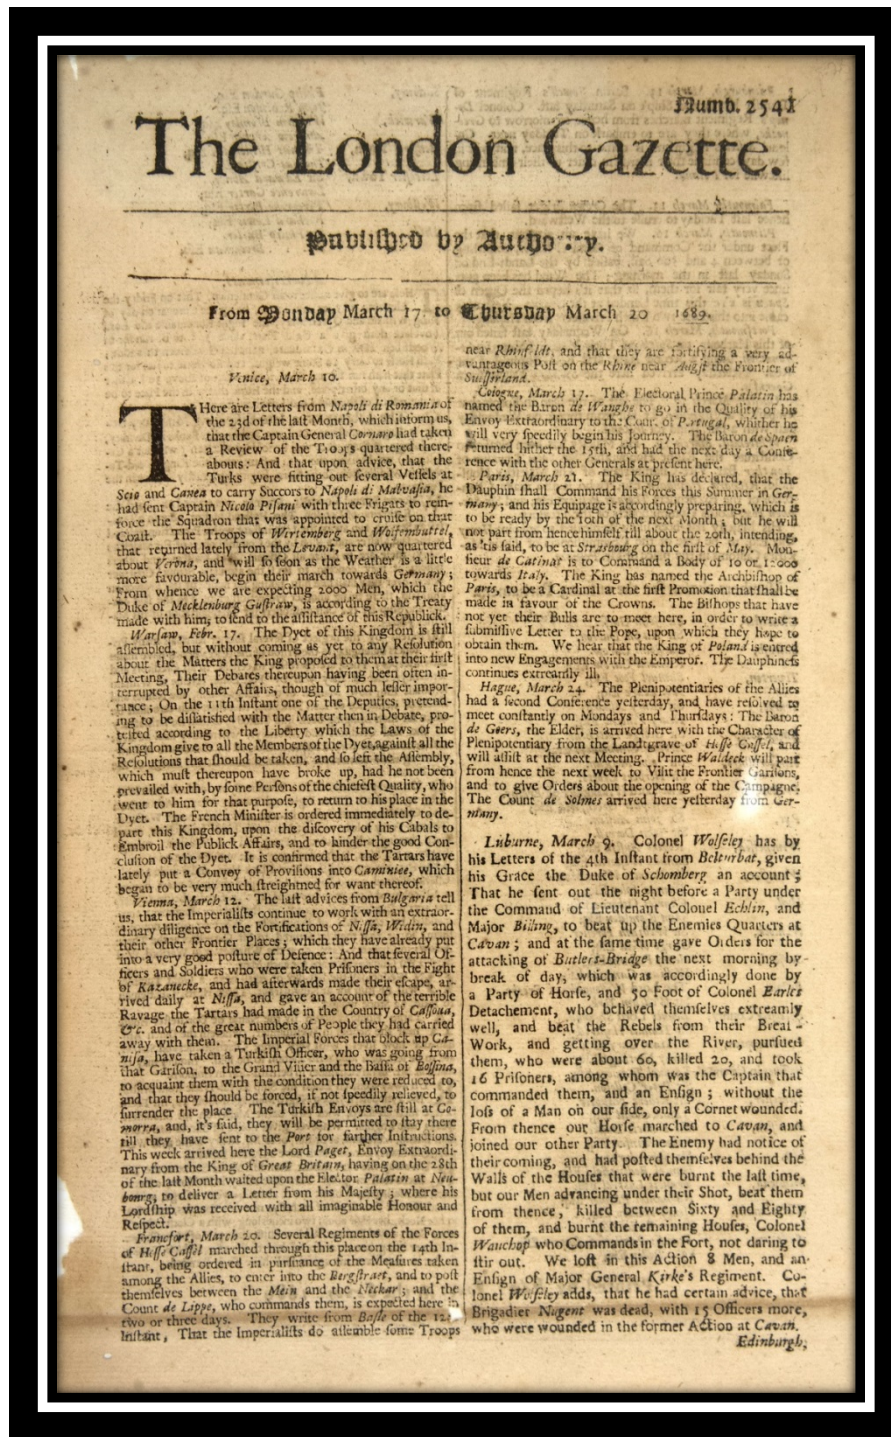 Numb. 2541
The London Gazette.
Published by Authority.
From Monday March 17. to Thursday March 20 1689.
Venice, March 10.
THere are Letters from Napoli di Romania of
the 23d of the last Month, which inform us,
that the Captain General Cornaro had taken
a Review of the Troops quartered there-
abouts: And that upon advice, that the
Turks were fitting out several Vessels at
Scio and Canea to carry Succors to Napoli di Malvasia, he
had sent Captain Nicolo Pisani with three Frigats to rein-
force the Squadron that was appointed to cruise on that
Coast. The Troops of Wirtemberg and Wolfembuttel,
that returned lately from the Levant, are now quartered
about Verona, and will so soon as the Weather is a little
more favourable, begin their march towards Germany;
From whence we are expecting 2000 Men, which the
Duke of Mecklenburg Gustraw, is according to the Treaty
made with him, to send to the assistance of this Republick.
Warsaw, Febr. 17. The Dyet of this Kingdom is still
assembled, but without coming as yet to any Resolution
about the Matters the King proposed to them at their first
Meeting, Their Debates thereupon having been often in-
terrupted by other Affairs, though of much lesser impor-
tance; On the 11th Instant one of the Deputies, pretend-
ing to be dissatished with the Matter then in Debate, pro-
tested according to the Liberty which the Laws of the
Kingdom give to all the Members of the Dyet, against all the
Resolutions that should be taken, and so left the Assembly,
which must thereupon have broke up, had he not been
prevailed with, by some Persons of the chiefest Quality, who
went to him for that purpose, to return to his place in the
Dyet. The French Minister is ordered immediately to de-
part this Kingdom, upon the discovery of his Cabals to
Embroil the Publick Affairs, and to hinder the good Con-
clusion of the Dyet. It is confirmed that the Tartars have
lately put a Convoy of Provisions into Caminiec, which
began to be very much streightned for want thereof.
Vienna, March 12. The last advices from Bulgaria tell
us, that the Imperialists continue to work with an extraor-
dinary diligence on the Fortifications of Nissa, Widin, and
their other Frontier Places; which they have already put
into a very good posture of Defence: And that several Of-
ficers and Soldiers who were taken Prisoners in the Fight
of Kazanecke, and had afterwards made their escape, ar-
rived daily at Nissa, and gave an account of the terrible
Ravage the Tartars had made in the Country of Cassoua,
&c. and of the great numbers of People they had carried
away with them. The Imperial Forces that block up Ca-
nisa, have taken a Turkish Officer, who was going from
that Garison, to the Grand Visier and the Bassa of Bossina,
to acquaint them with the condition they were reduced to,
and that they should be forced, if not speedily relieved, to
surrender the place The Turkish Envoys are still at Co-
morra, and, it's said, they will be permitted to stay there
till they have sent to the Port for farther Instructions.
This week arrived here the Lord Paget, Envoy Extraordi-
nary from the King of Great Britain, having on the 28th
of the last Month waited upon the Elector Palatin at Neu-
bourg, to deliver a Letter from his Majesty; where his
Lordship was received with all imaginable Honour and
Respect.
Francfort, March 20. Several Regiments of the Forces
of Hesse Cassel marched through this place on the 14th In-
stant, being ordered in pursuance of the Measures taken
among the Allies, to enter into the Bergstraet, and to post
themselves between the Mein and the Neckar; and the
Count de Lippe, who commands them, is expected here in
two or three days. They write from Basle of the 12th
Instant, That the Imperialists do assemble some Troops
near Rhinfeldt, and that they are fortifying a very ad-
vantageous Post on the Rhine near Augst the Frontier of
Suisserland.
Cologne, March 17. The Electoral Prince Palatin has
named the Baron de Wanghe to go in the Quality of his
Envoy Extraordinary to the Court of Portugal, whither he
will very speedily begin his Journey. The Baron de Spaen
returned hither the 15th, and had the next day a Confe-
rence with the other Generals at present here.
Paris, March 21. The King has declared, that the
Dauphin shall Command his Forces this Summer in Ger-
many; and his Equipage is accordingly preparing, which is
to be ready by the 10th of the next Month; but he will
not part from hence himself till about the 20th, intending,
as 'tis said, to be at Strasbourg on the first of May. Mon-
sieur de Catinat is to Command a Body of 10 or 12000
towards Italy. The King has named the Archbishop of
Paris, to be a Cardinal at the first Promotion that shall be
made in favour of the Crowns. The Bishops that have
not yet their Bulls are to meet here, in order to write a
submissive Letter to the Pope, upon which they hope to
obtain them. We hear that the King of Poland is entred
into new Engagements with the Emperor. The Dauphiness
continues extreamly ill,
Hague, March 24. The Plenipotentiaries of the Allies
had a second Conference yesterday, and have resolved to
meet constantly on Mondays and Thursdays: The Baron
de Goers, the Elder, is arrived here with the Character of
Plenipotentiary from the Landtgrave of Hesse Cassel, and
will assist at the next Meeting. Prince Waldeck will part
from hence the next week to Visit the Frontier Garisons,
and to give Orders about the opening of the Campagne.
The Count de Solmes arrived here yesterday from Ger-
many.
Lisburne, March 9. Colonel Wolseley has by
his Letters of the 4th Instant from Belturbat, given
his Grace the Duke of Schomberg an account;
That he sent out the night before a Party under
the Command of Lieutenant Colonel Echlin, and
Major Billing, to beat up the Enemies Quarters at
Cavan; and at the same time gave Orders for the
attacking of Butlers-Bridge the next morning by
break of day, which was accordingly done by
a Party of Horse, and 50 Foot of Colonel Earles
Detachement, who behaved themselves extreamly
well, and beat the Rebels from their Breast-
Work, and getting over the River, pursued
them, who were about 60, killed 20, and took
16 Prisoners, among whom was the Captain that
commanded them, and an Ensign; without the
loss of a Man on our side, only a Cornet wounded.
From thence our Horse marched to Cavan, and
joined our other Party. The Enemy had notice of
their coming, and had posted themselves behind the
Walls of the Houses that were burnt the last time,
but our Men advancing under their Shot, beat them
from thence, killed between Sixty and Eighty
of them, and burnt the remaining Houses, Colonel
Wauchop who Commands in the Fort, not daring to
stir out. We lost in this Action 8 Men, and an
Ensign of Major General Kirke's Regiment. Co-
lonel Wolseley adds, that he had certain advice, that
Brigadier Nugent was dead, with 15 Officers more,
who were wounded in the former Action at Cavan.
Edinburgh,